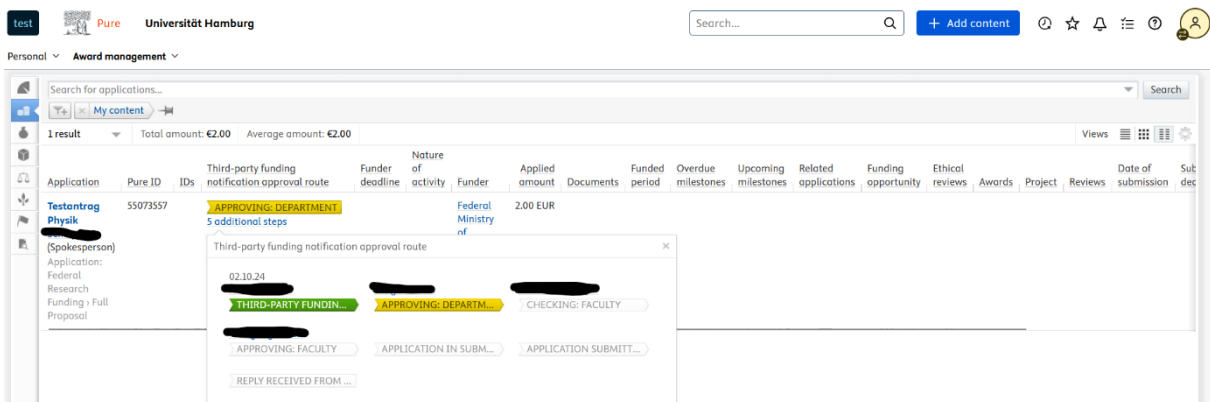 test Pure Universität Hamburg Search... + Add content
Personal Award management
Search for applications... Search
My content
1 result Total amount: €2.00 Average amount: €2.00 Views
Application Pure ID IDs Third-party funding notification approval route Funder deadline Nature of activity Funder Applied amount Documents Funded period Overdue milestones Upcoming milestones Related applications Funding opportunity Ethical reviews Awards Project Reviews Date of submission
Testantrag 55073557 APPROVING: DEPARTMENT Federal 2.00 EUR
Physik 5 additional steps Ministry
of
(Spokesperson) Third-party funding notification approval route
Application:
Federal 02.10.24
Research
Funding › Full THIRD-PARTY FUNDIN... APPROVING: DEPARTM... CHECKING: FACULTY
Proposal
APPROVING: FACULTY APPLICATION IN SUBM... APPLICATION SUBMITT...
REPLY RECEIVED FROM ...